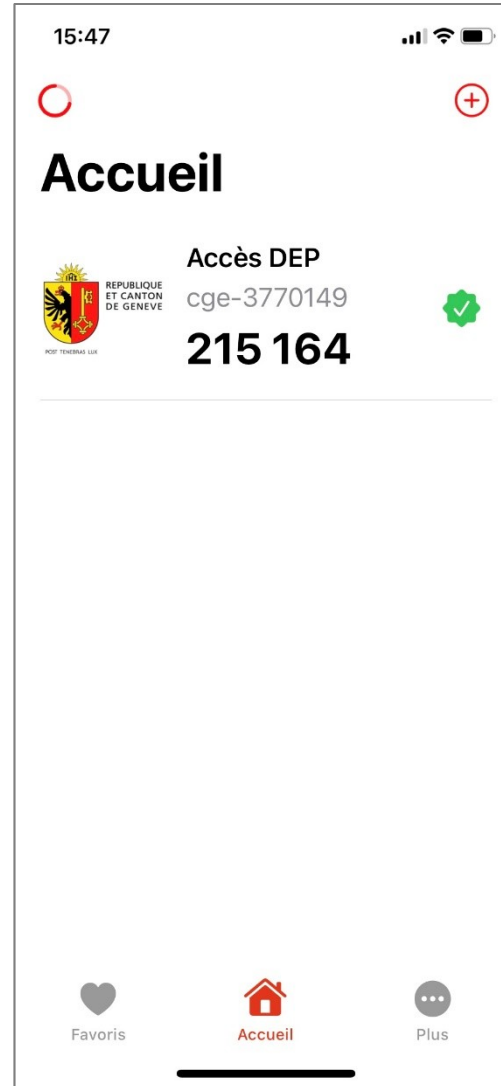 15:47
Accueil
Accès DEP
cge-3770149
215 164
REPUBLIQUE
ET CANTON
DE GENEVE
POST TENEBRAS LUX
Favoris
Accueil
Plus